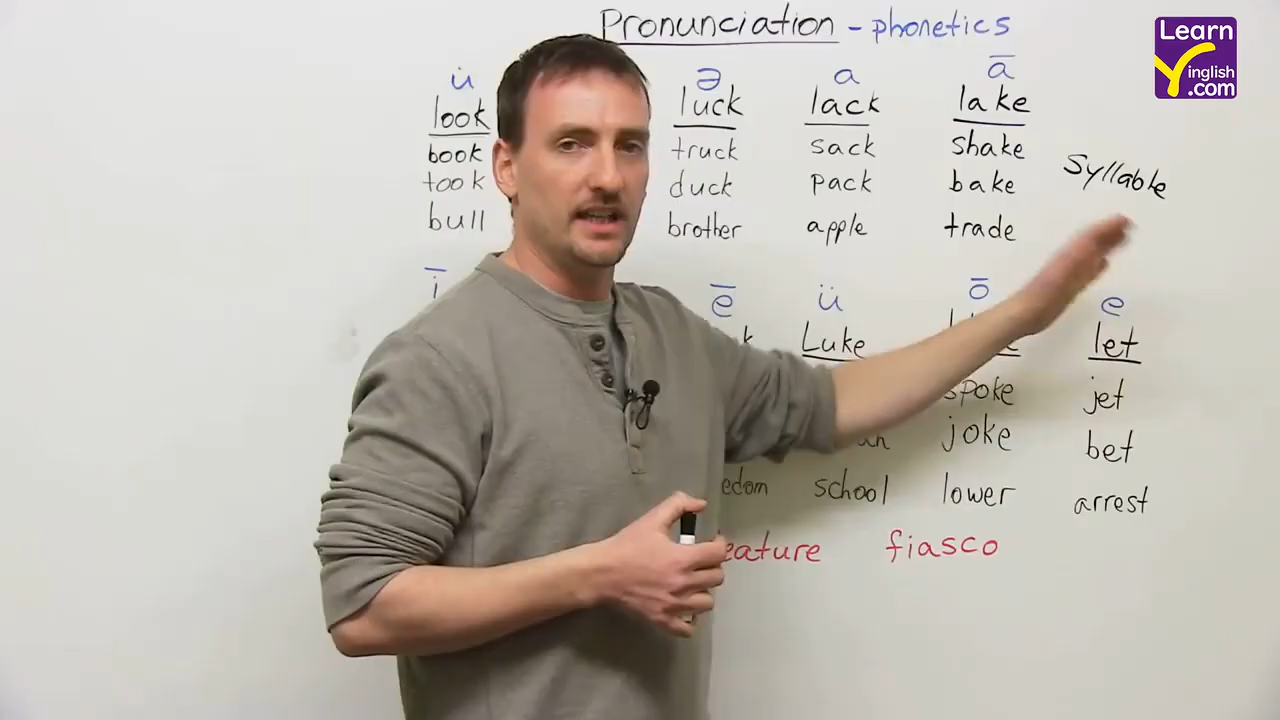 Pronunciation - phonetics
Learn
Yinglish
.com
u̇ ə a ā
look luck lack lake
book truck sack shake
took duck pack bake
bull brother apple trade
Syllable
ī ē ü ō e
Luke let
spoke jet
joke bet
school lower arrest
fiasco